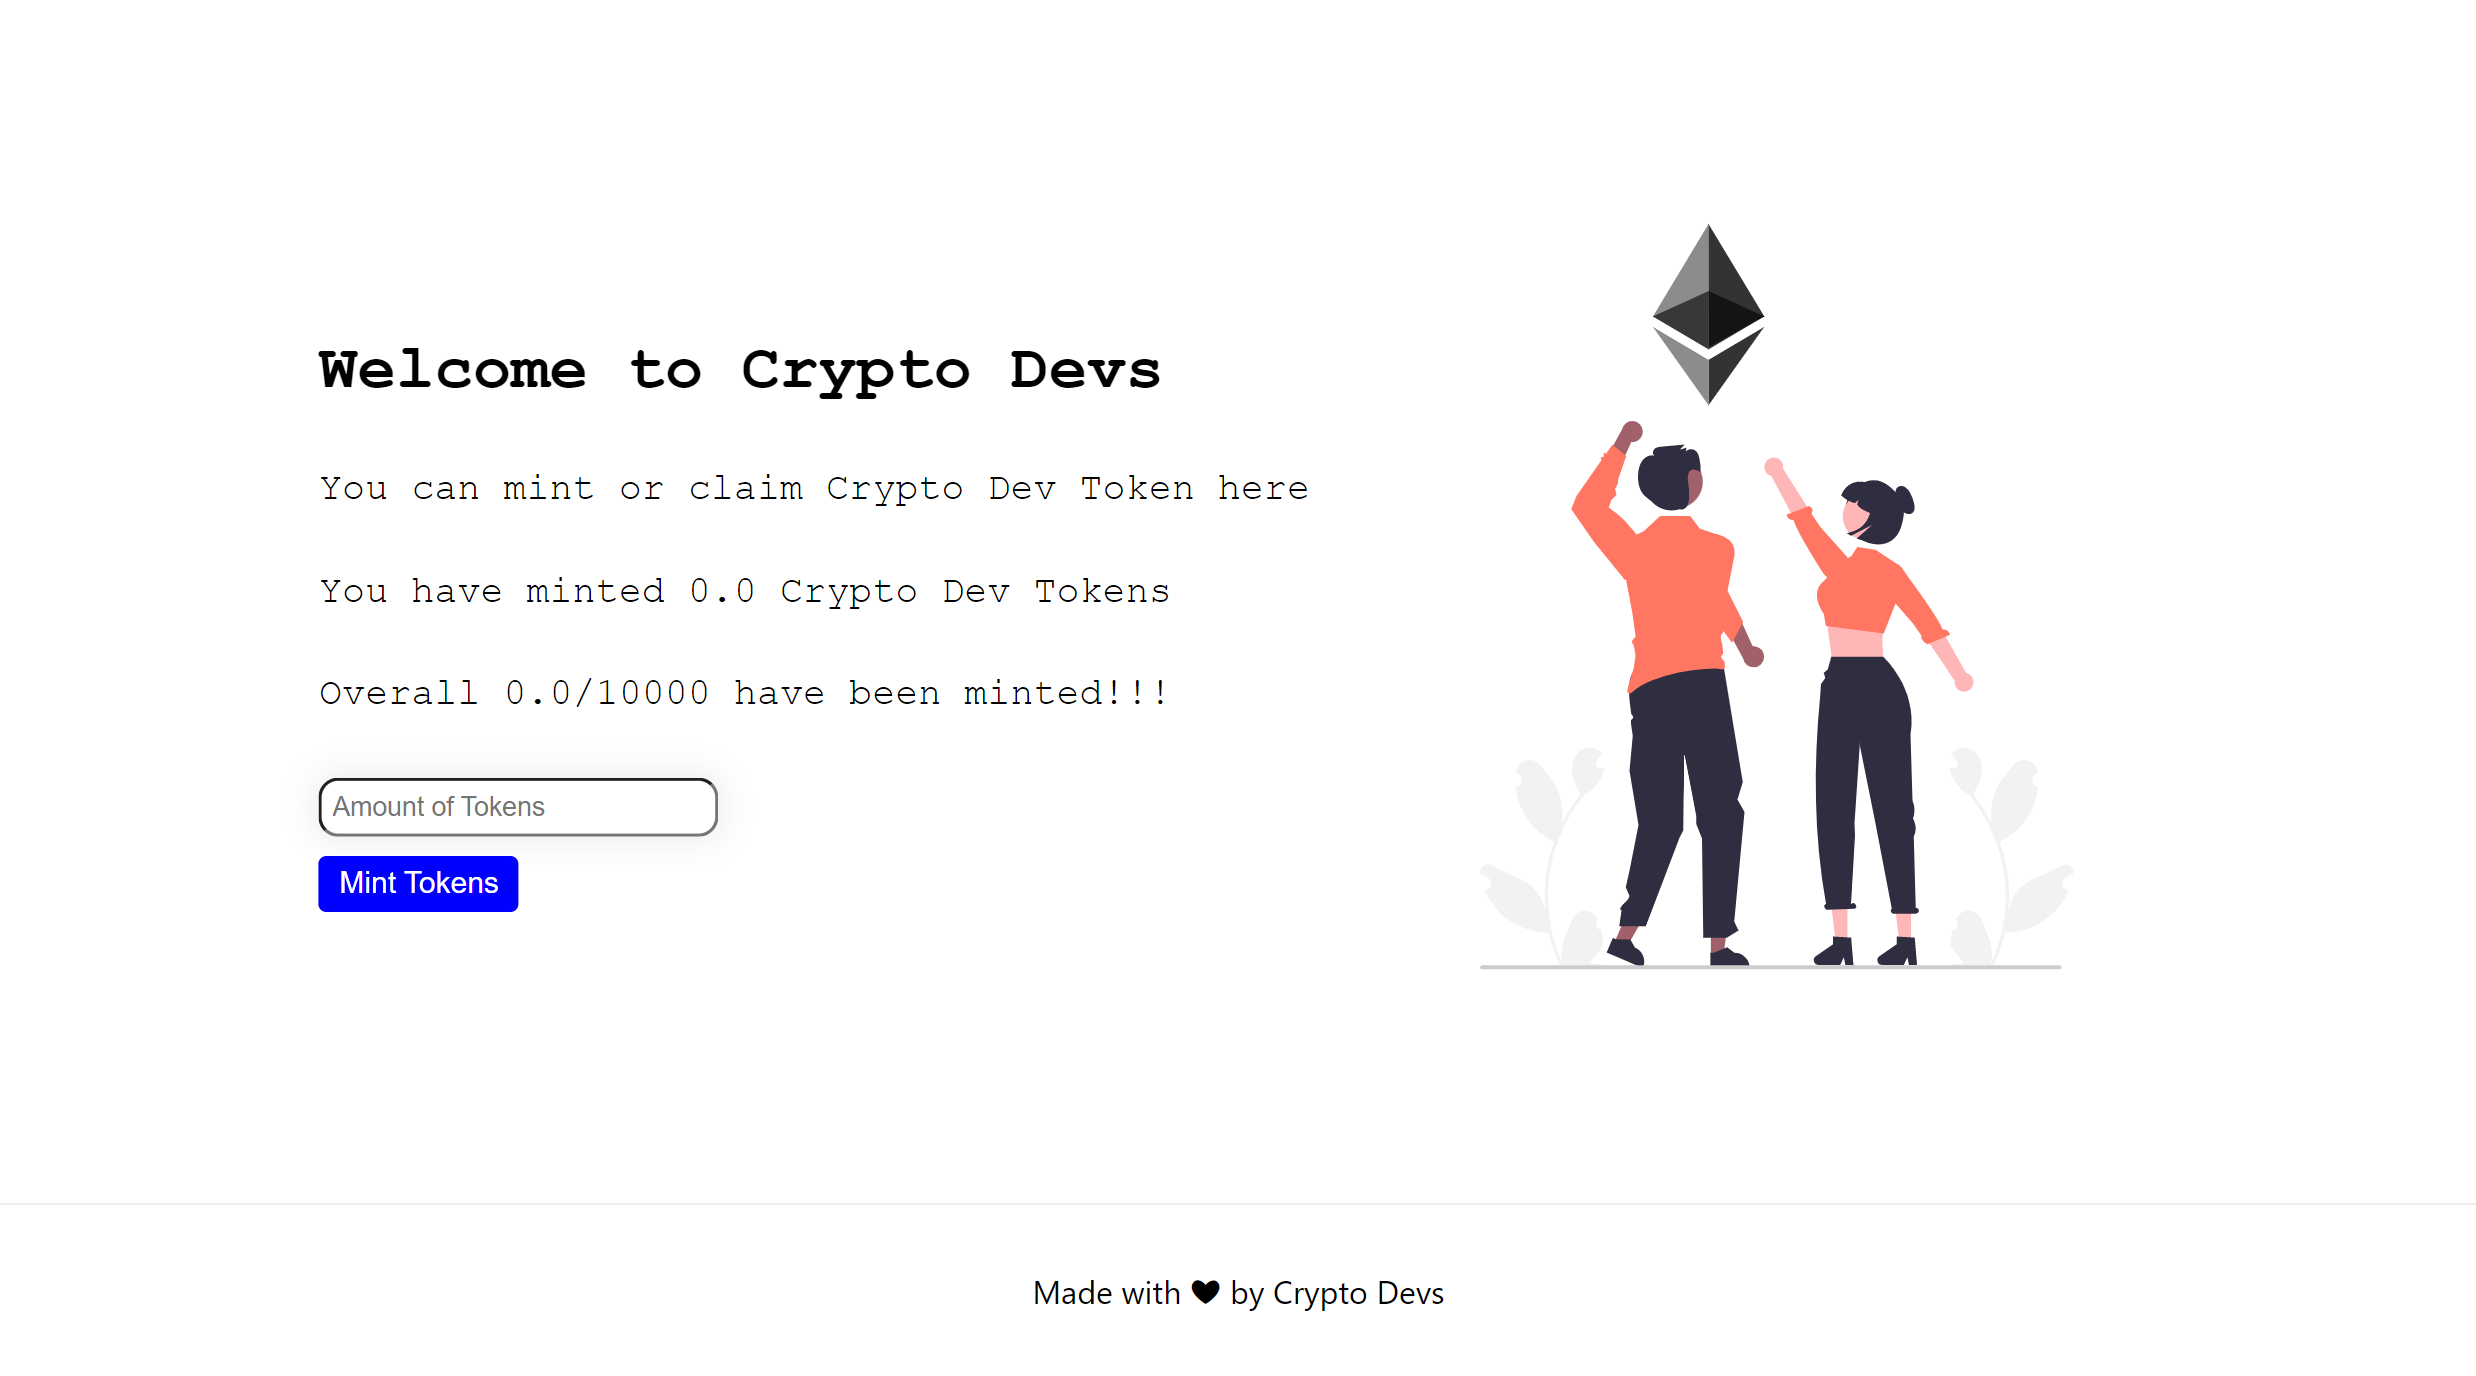 Welcome to Crypto Devs
You can mint or claim Crypto Dev Token here
You have minted 0.0 Crypto Dev Tokens
Overall 0.0/10000 have been minted!!!
Amount of Tokens
Mint Tokens
Made with ❤ by Crypto Devs